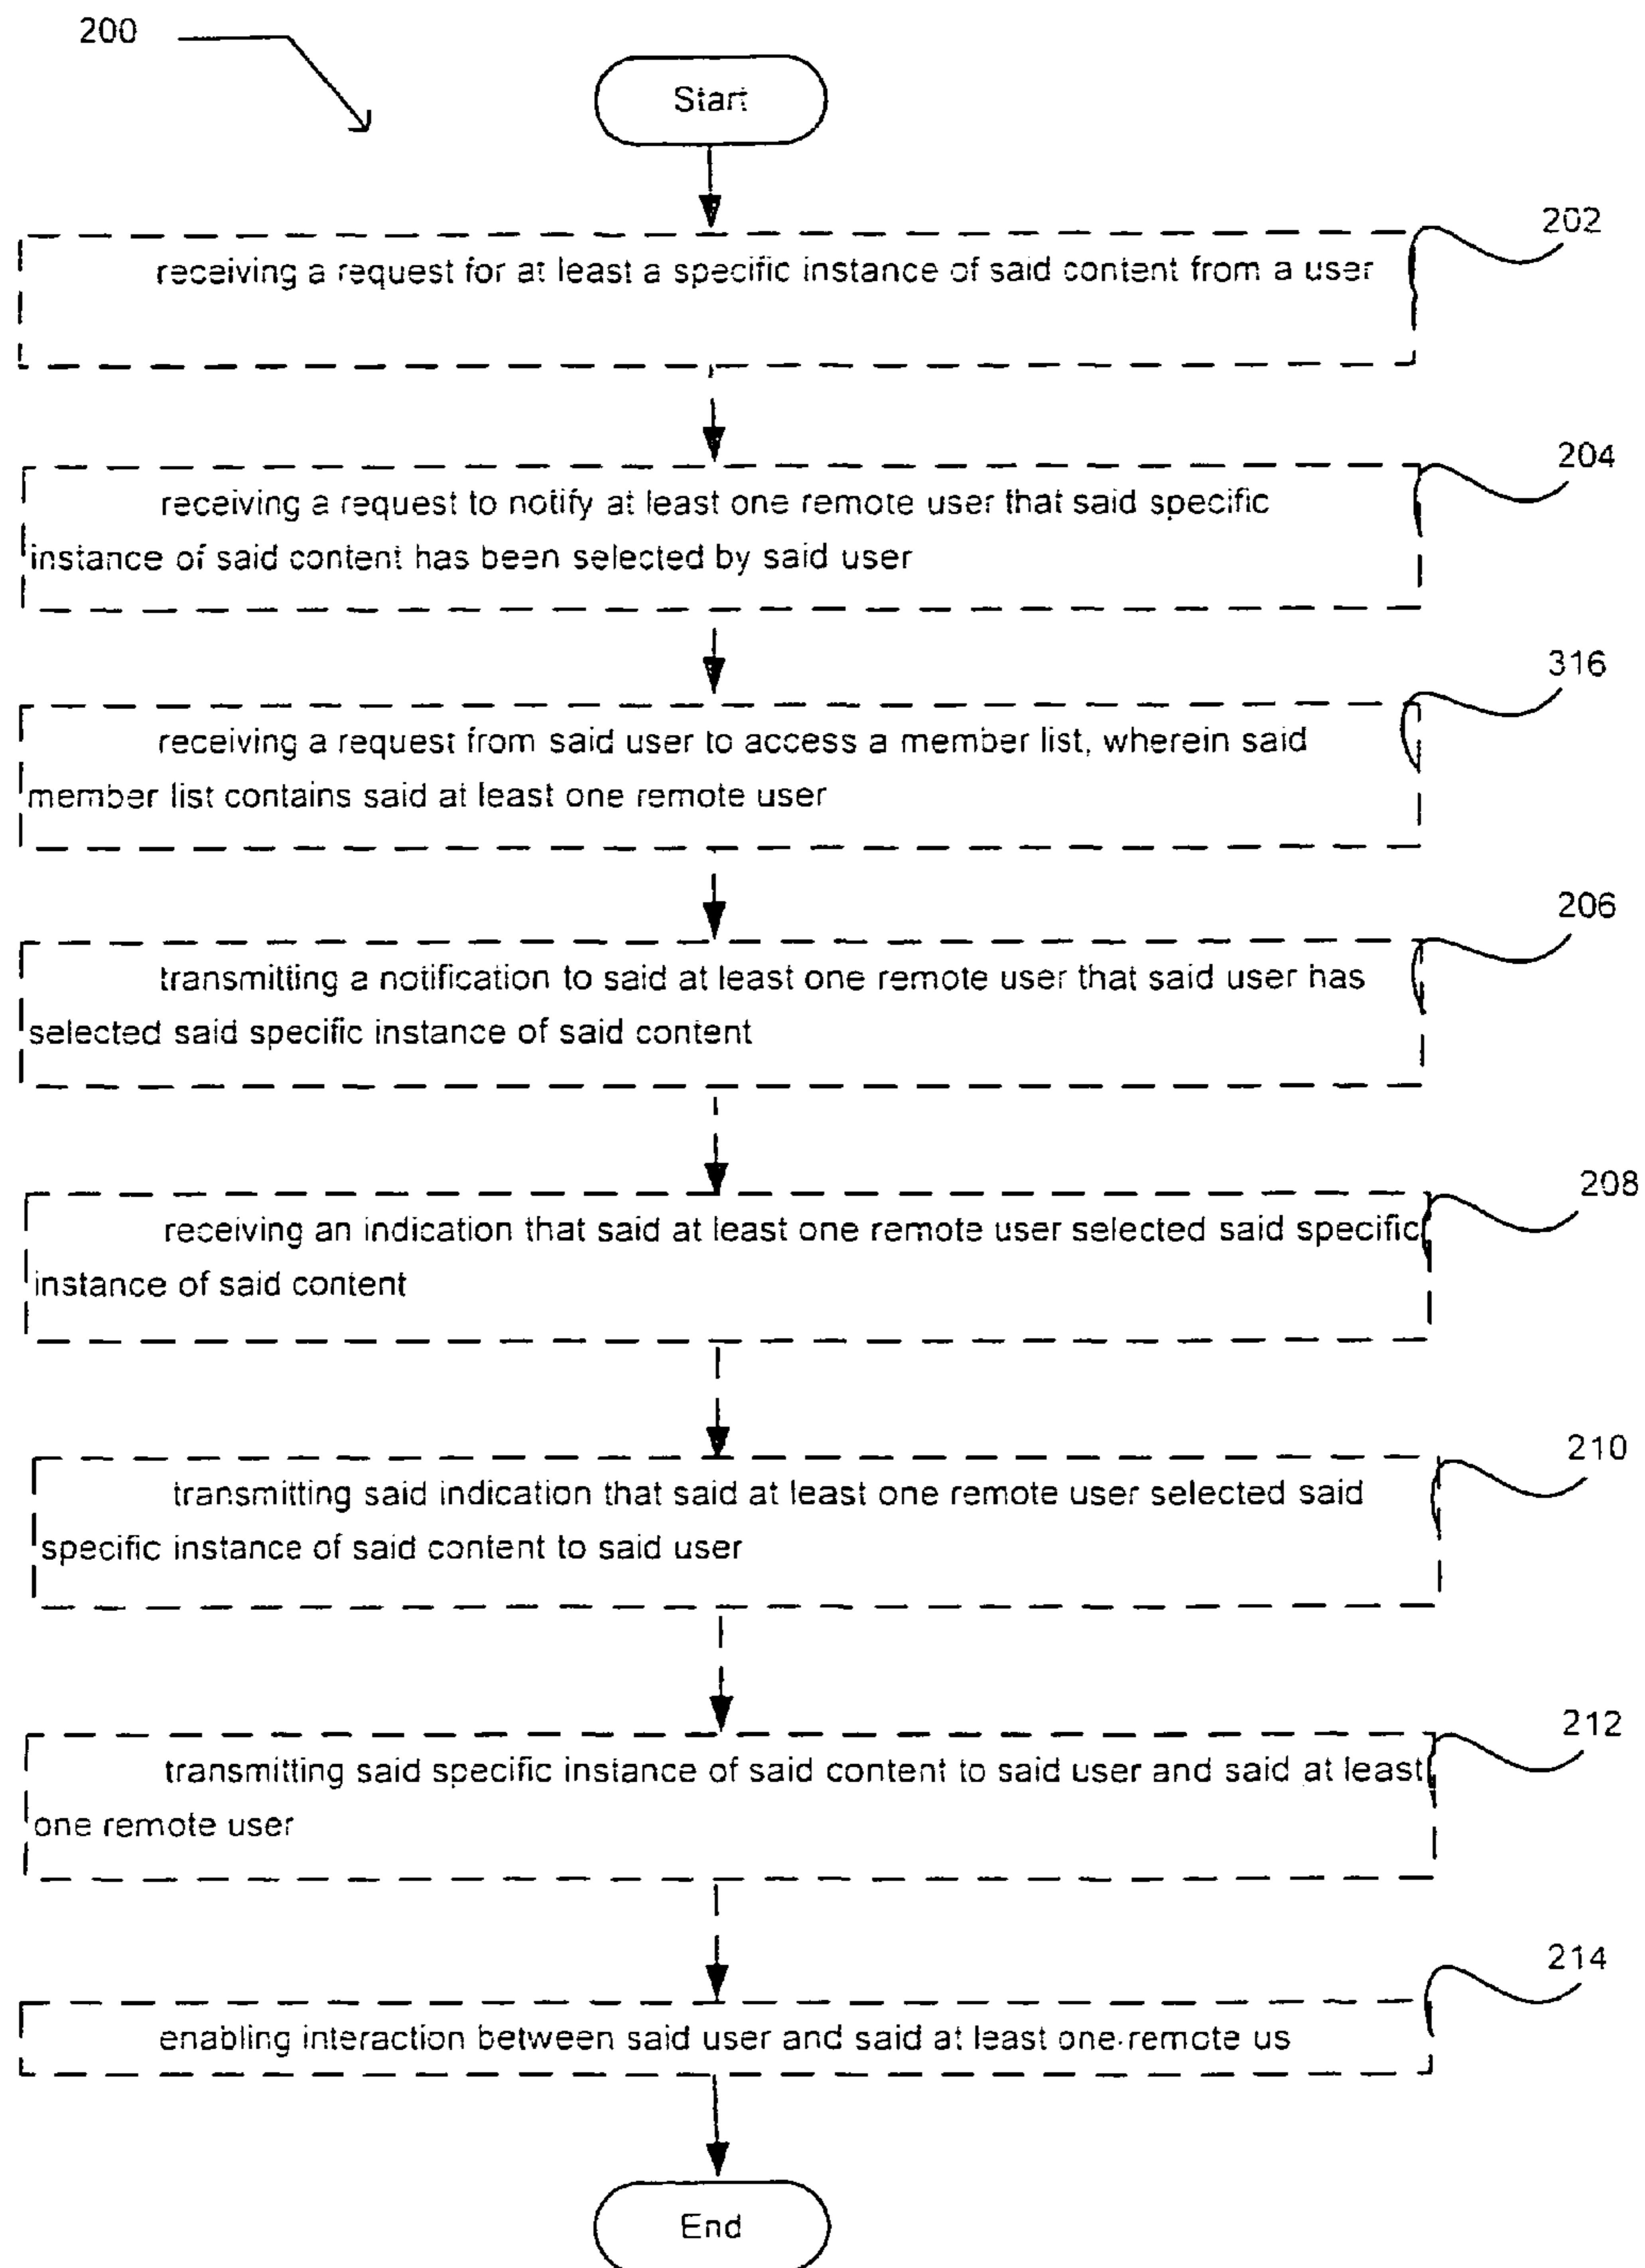 200
Start
202
receiving a request for at least a specific instance of said content from a user
204
receiving a request to notify at least one remote user that said specific
instance of said content has been selected by said user
316
receiving a request from said user to access a member list, wherein said
member list contains said at least one remote user
206
transmitting a notification to said at least one remote user that said user has
selected said specific instance of said content
208
receiving an indication that said at least one remote user selected said specific
instance of said content
210
transmitting said indication that said at least one remote user selected said
specific instance of said content to said user
212
transmitting said specific instance of said content to said user and said at least
one remote user
214
enabling interaction between said user and said at least one remote us
End